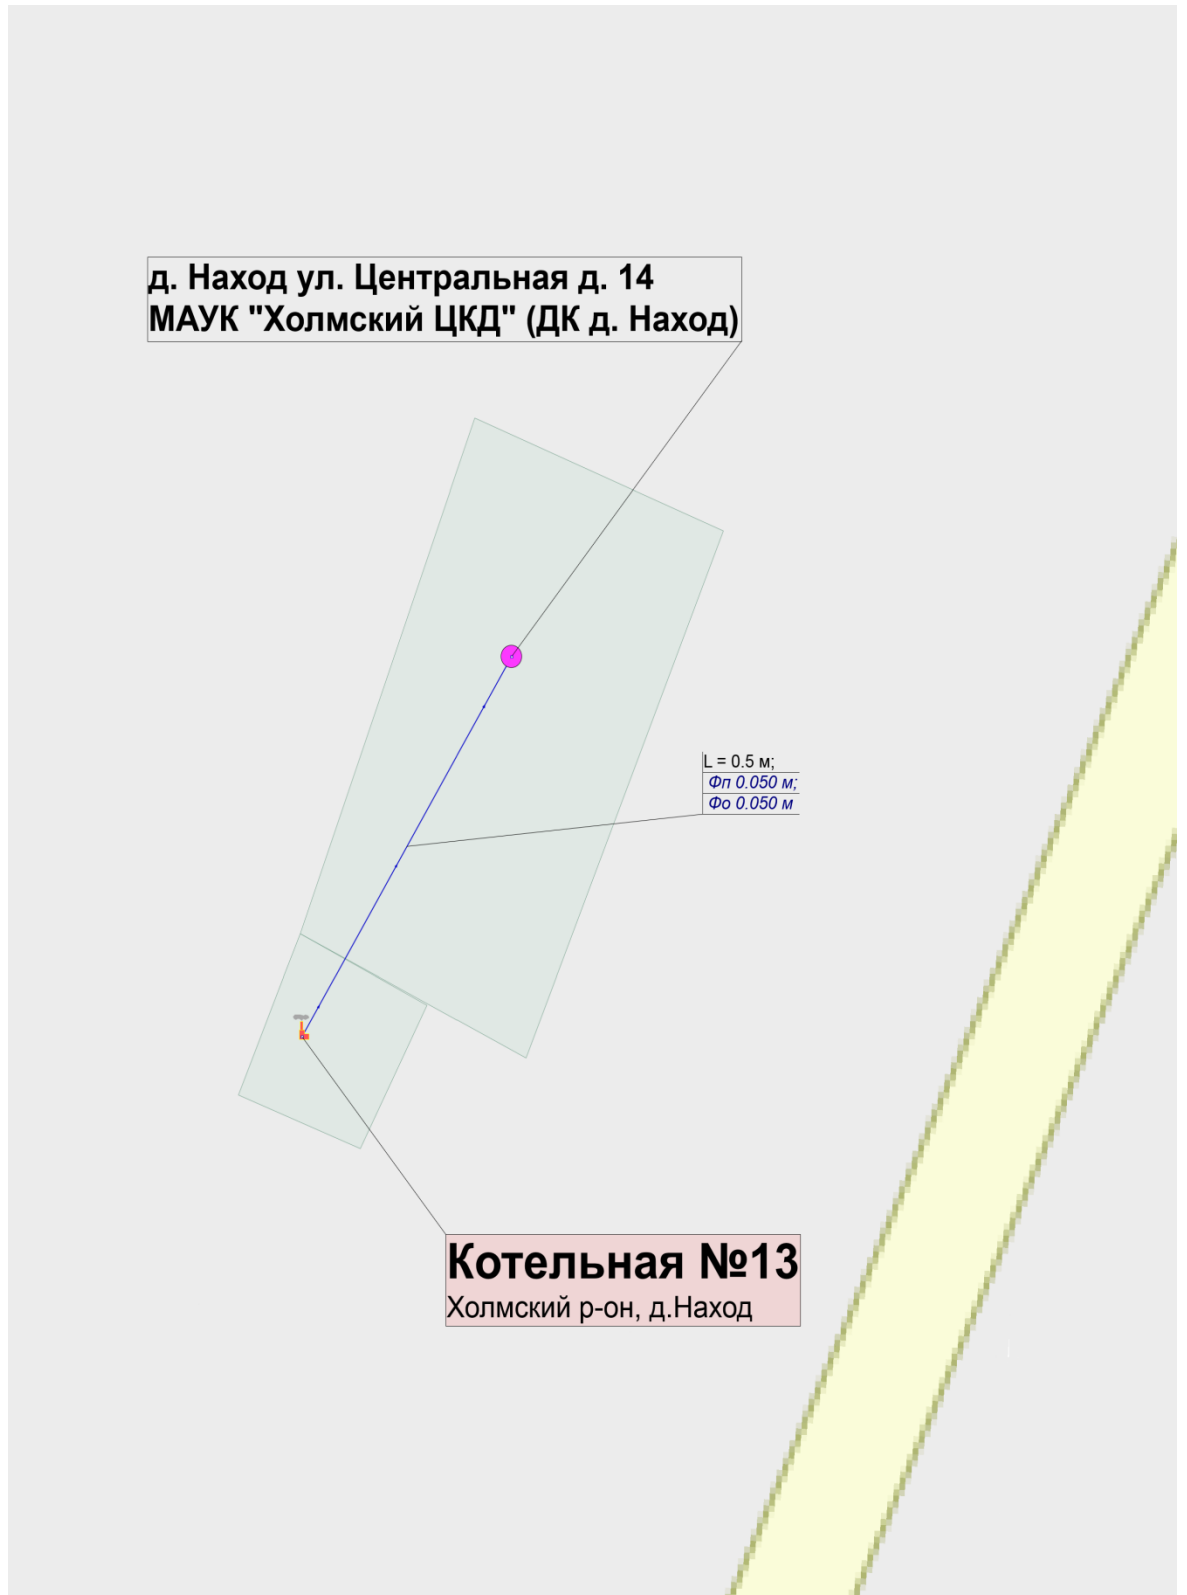 д. Наход ул. Центральная д. 14
МАУК "Холмский ЦКД" (ДК д. Наход)
L = 0.5 м;
Фп 0.050 м;
Фо 0.050 м
Котельная №13
Холмский р-он, д.Наход